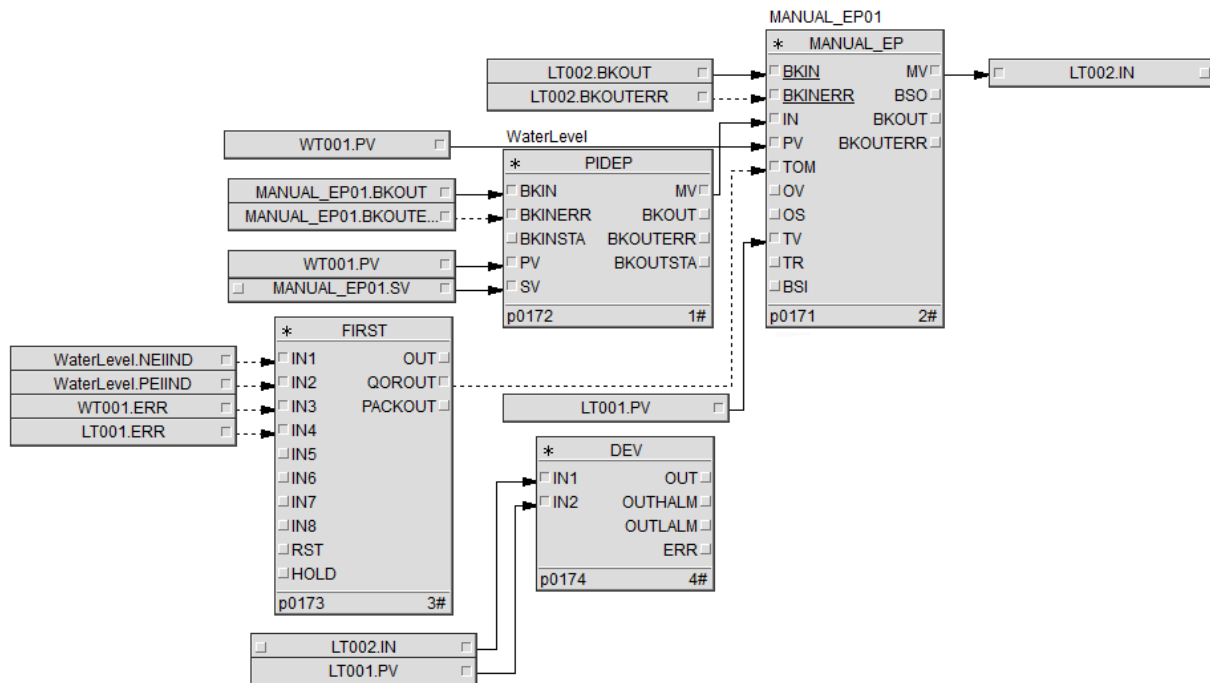 MANUAL_EP01
* MANUAL_EP
LT002.BKOUT
LT002.BKOUTERR
BKIN MV
BKINERR BSO
IN BKOUT
PV BKOUTERR
TOM
OV
OS
TV
TR
BSI
p0171 2#
LT002.IN
WT001.PV
WaterLevel
* PIDEP
MANUAL_EP01.BKOUT
MANUAL_EP01.BKOUTE...
BKIN MV
BKINERR BKOUT
BKINSTA BKOUTERR
PV BKOUTSTA
SV
p0172 1#
WT001.PV
MANUAL_EP01.SV
* FIRST
WaterLevel.NEIIND
WaterLevel.PEIIND
WT001.ERR
LT001.ERR
IN1 OUT
IN2 QOROUT
IN3 PACKOUT
IN4
IN5
IN6
IN7
IN8
RST
HOLD
p0173 3#
LT001.PV
* DEV
IN1 OUT
IN2 OUTHALM
OUTLALM
ERR
p0174 4#
LT002.IN
LT001.PV